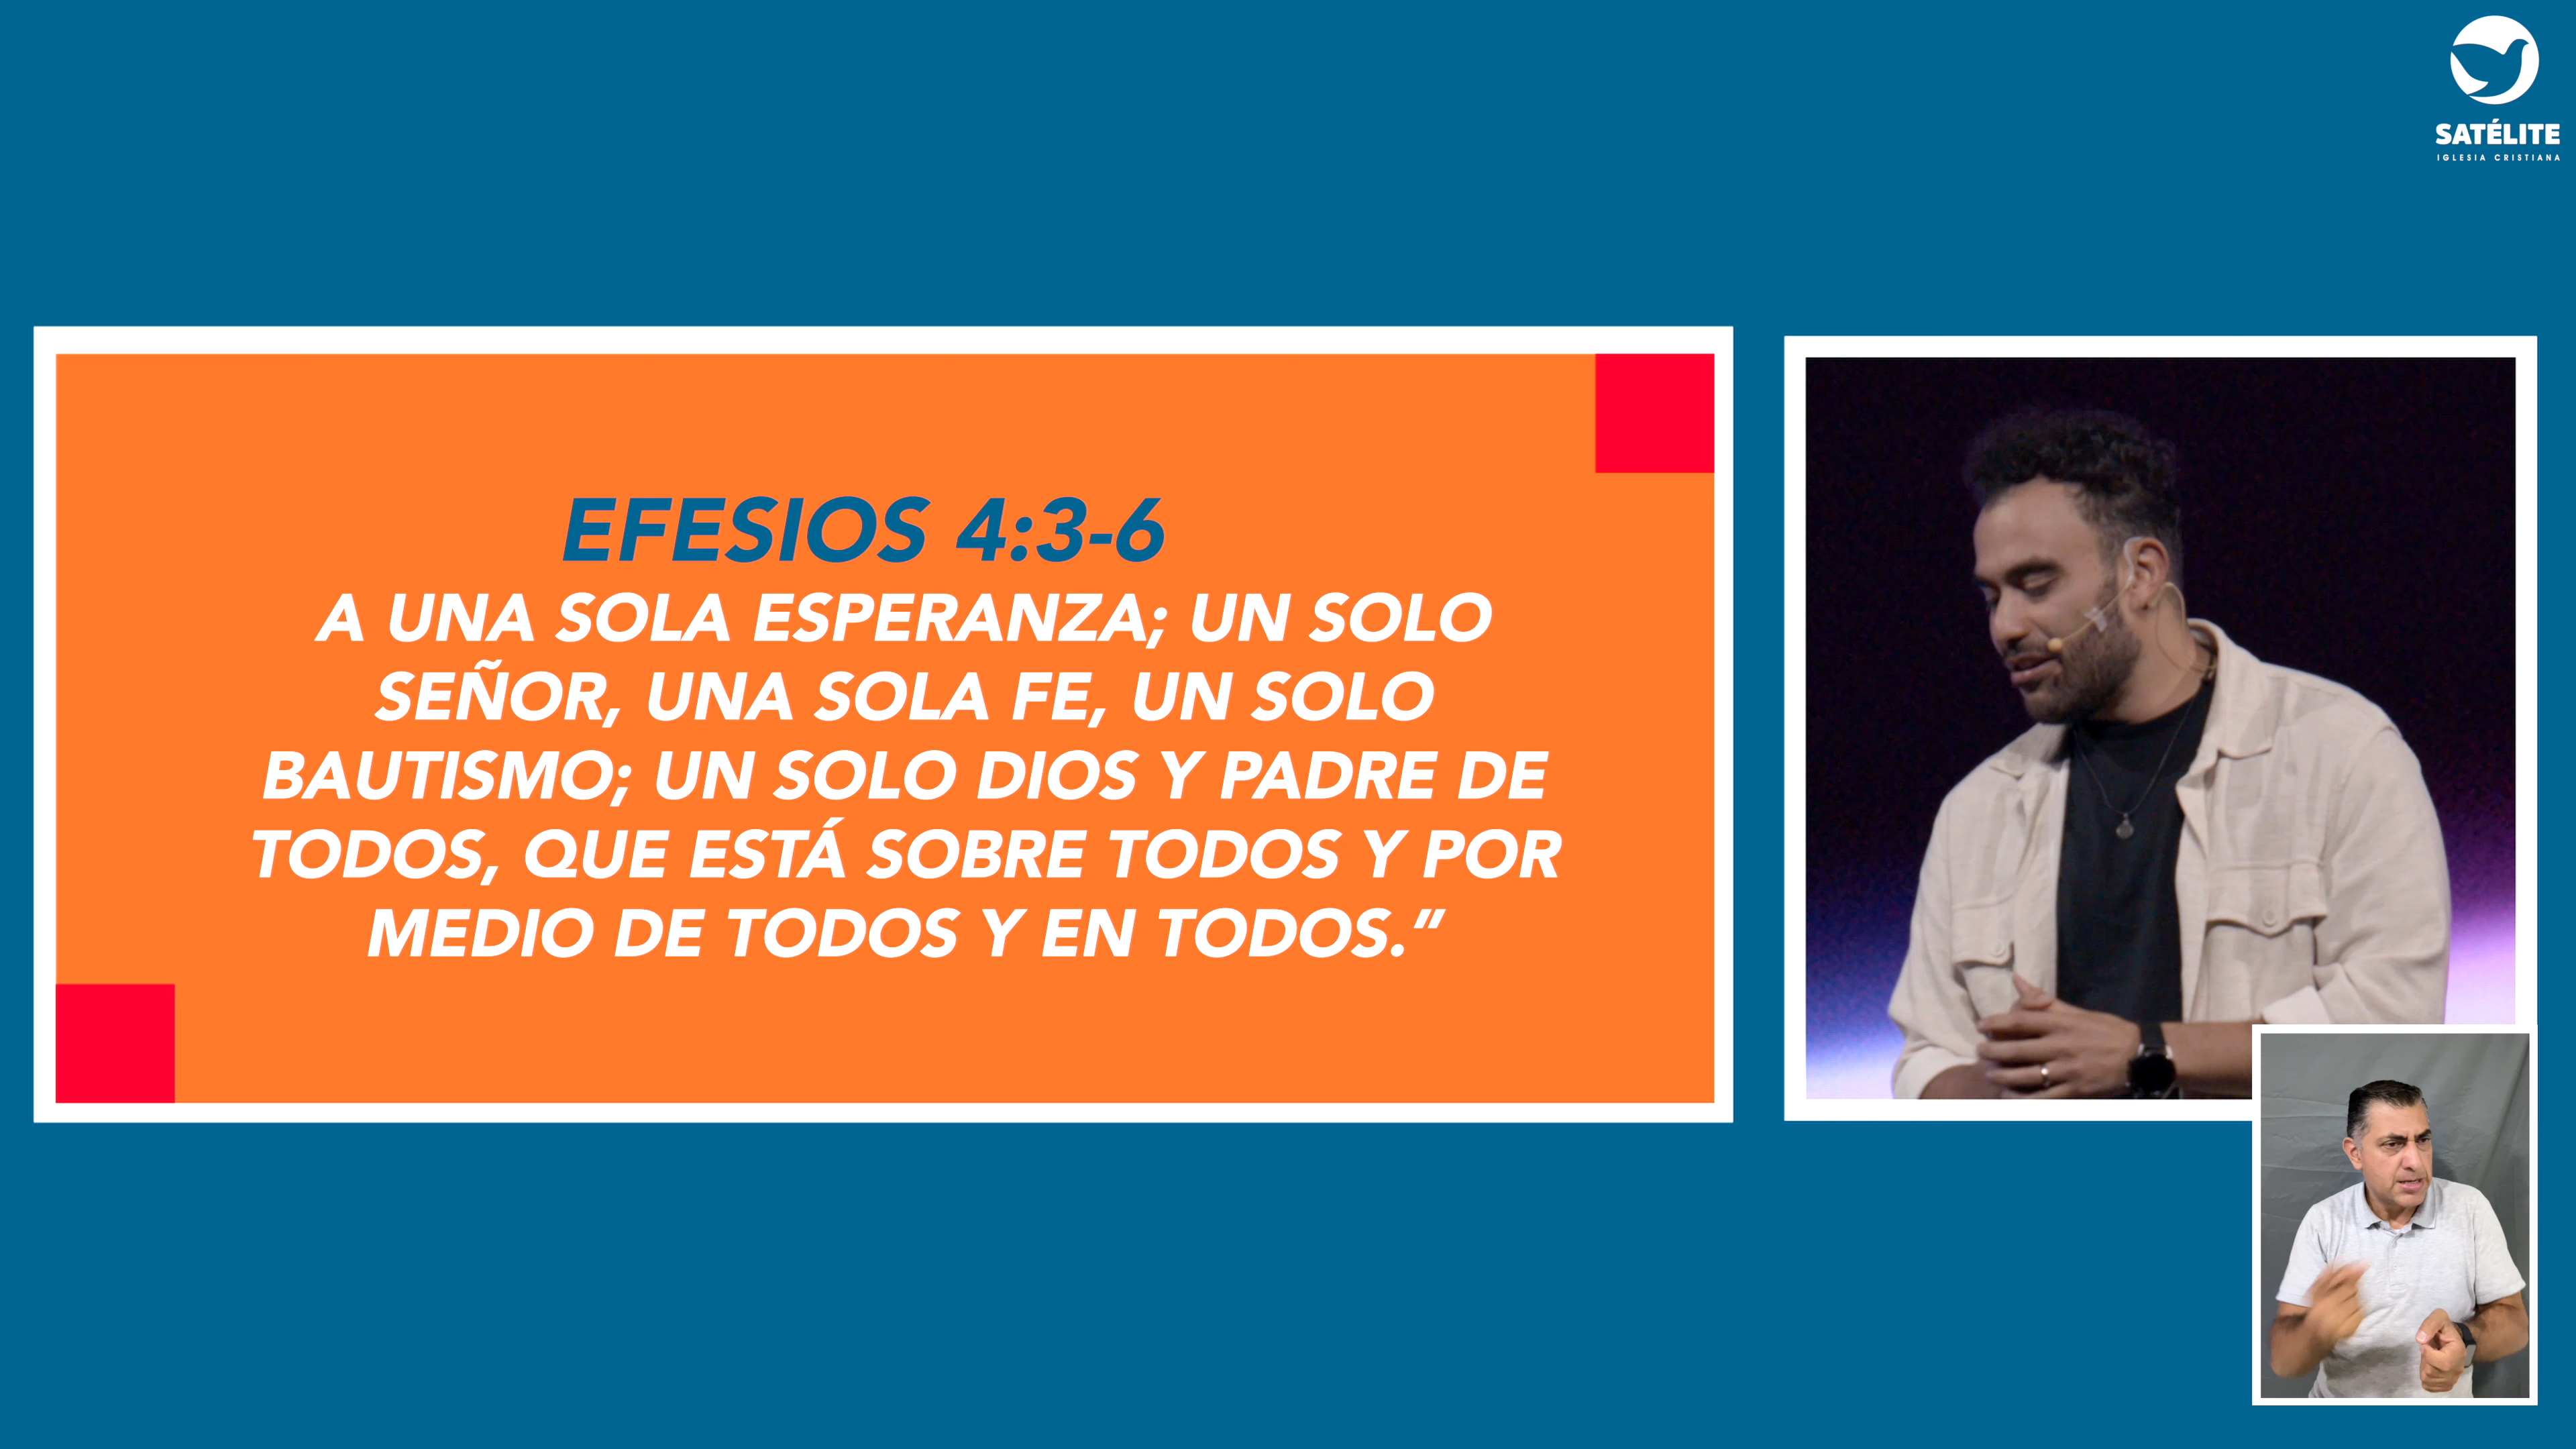 SATÉLITE
IGLESIA CRISTIANA
EFESIOS 4:3-6
A UNA SOLA ESPERANZA; UN SOLO
SEÑOR, UNA SOLA FE, UN SOLO
BAUTISMO; UN SOLO DIOS Y PADRE DE
TODOS, QUE ESTÁ SOBRE TODOS Y POR
MEDIO DE TODOS Y EN TODOS.”